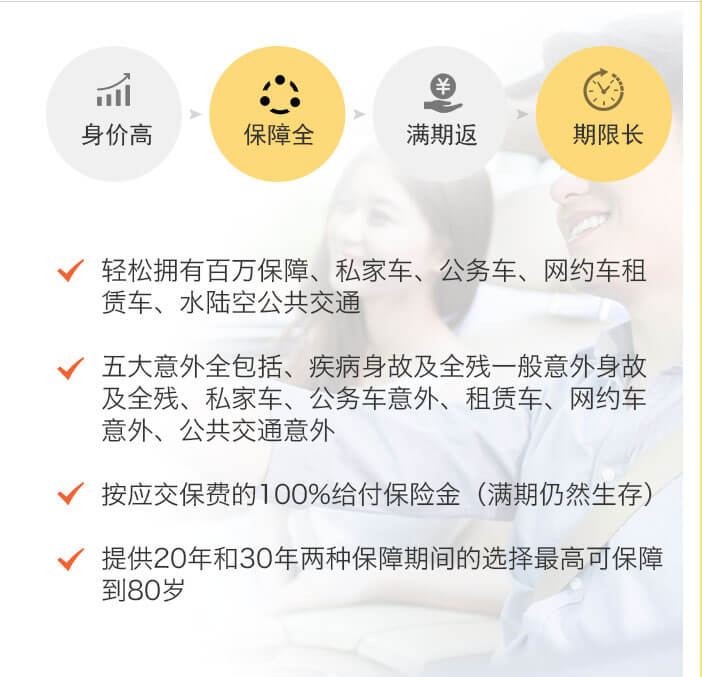 身价高
保障全
满期返
期限长
轻松拥有百万保障、私家车、公务车、网约车租
赁车、水陆空公共交通
五大意外全包括、疾病身故及全残一般意外身故
及全残、私家车、公务车意外、租赁车、网约车
意外、公共交通意外
按应交保费的100%给付保险金（满期仍然生存）
提供20年和30年两种保障期间的选择最高可保障
到80岁